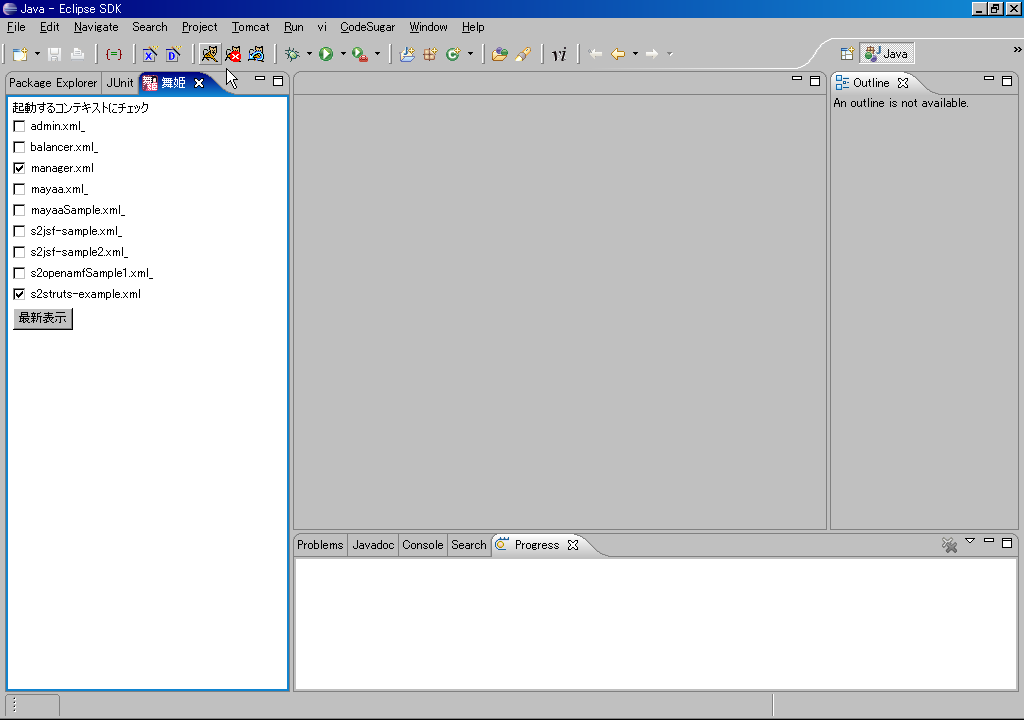 Java - Eclipse SDK
File Edit Navigate Search Project Tomcat Run vi CodeSugar Window Help
{=} X D vi Java »
Package Explorer JUnit 舞姫
起動するコンテキストにチェック
admin.xml_
balancer.xml_
manager.xml
mayaa.xml_
mayaaSample.xml_
s2jsf-sample.xml_
s2jsf-sample2.xml_
s2openamfSample1.xml_
s2struts-example.xml
最新表示
Outline
An outline is not available.
Problems Javadoc Console Search Progress